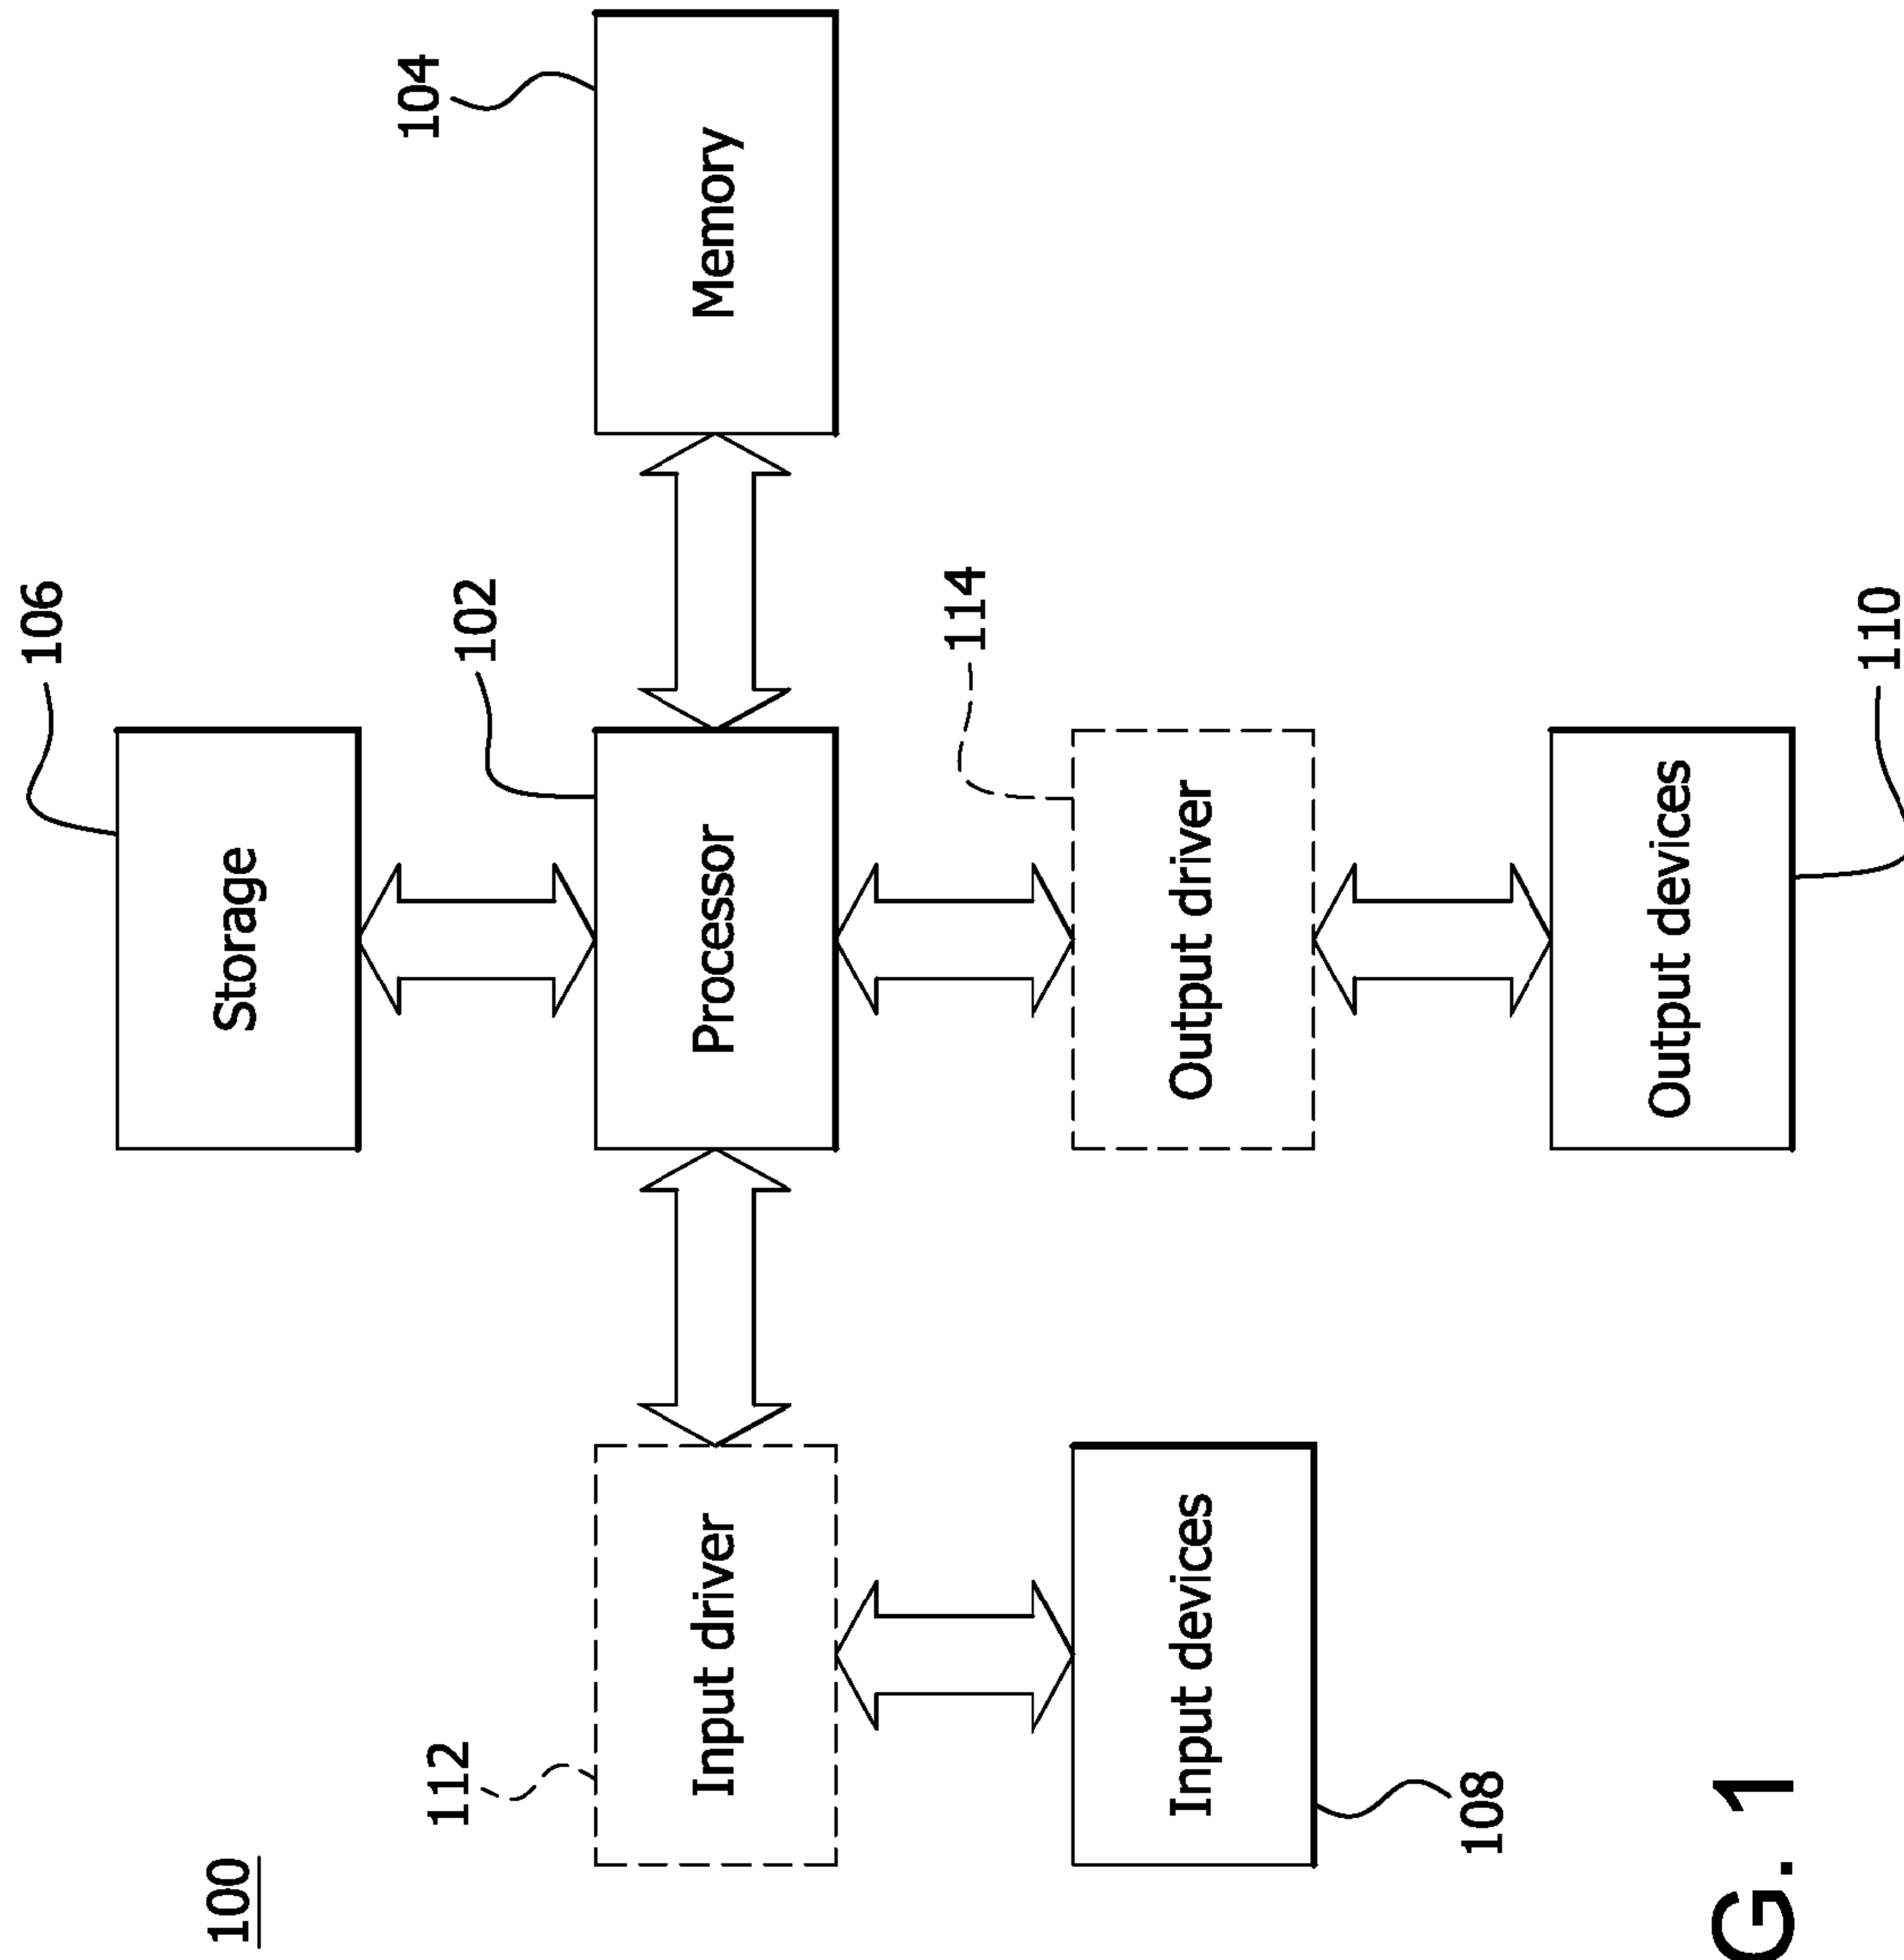 106
100
Storage
104
112
102
Input driver
Processor
Memory
114
Input devices
Output driver
108
Output devices
G. 1
110